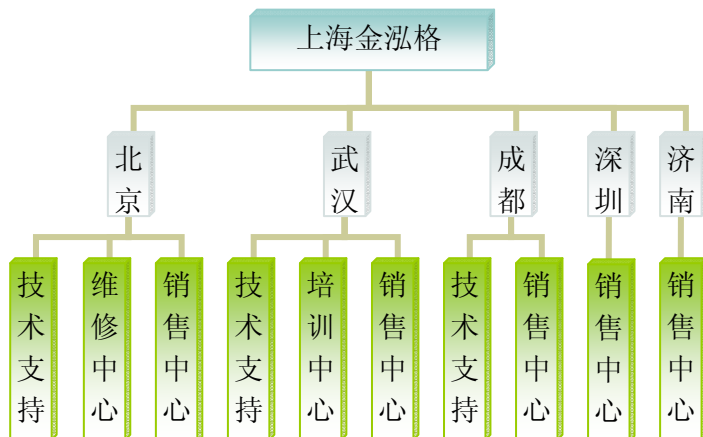 上海金泓格
北京
武汉
成都
深圳
济南
技术支持
维修中心
销售中心
技术支持
培训中心
销售中心
技术支持
销售中心
销售中心
销售中心